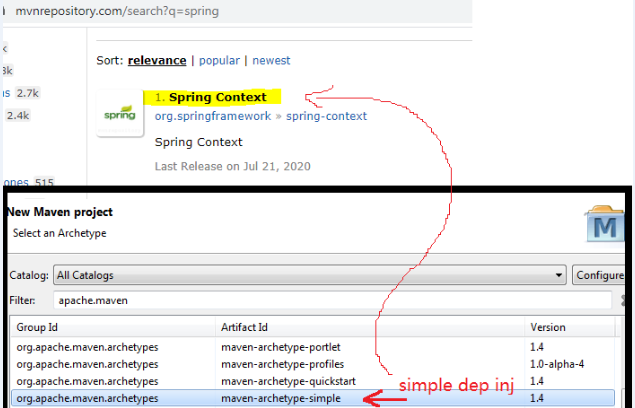 mvnrepository.com/search?q=spring
Sort: relevance | popular | newest
1. Spring Context
spring
org.springframework » spring-context
Spring Context
Last Release on Jul 21, 2020
2.7k
2.4k
515
New Maven project
Select an Archetype
M
Catalog: All Catalogs Configure
Filter: apache.maven
Group Id Artifact Id Version
org.apache.maven.archetypes maven-archetype-portlet 1.4
org.apache.maven.archetypes maven-archetype-profiles 1.0-alpha-4
org.apache.maven.archetypes maven-archetype-quickstart 1.4
org.apache.maven.archetypes maven-archetype-simple 1.4
simple dep inj